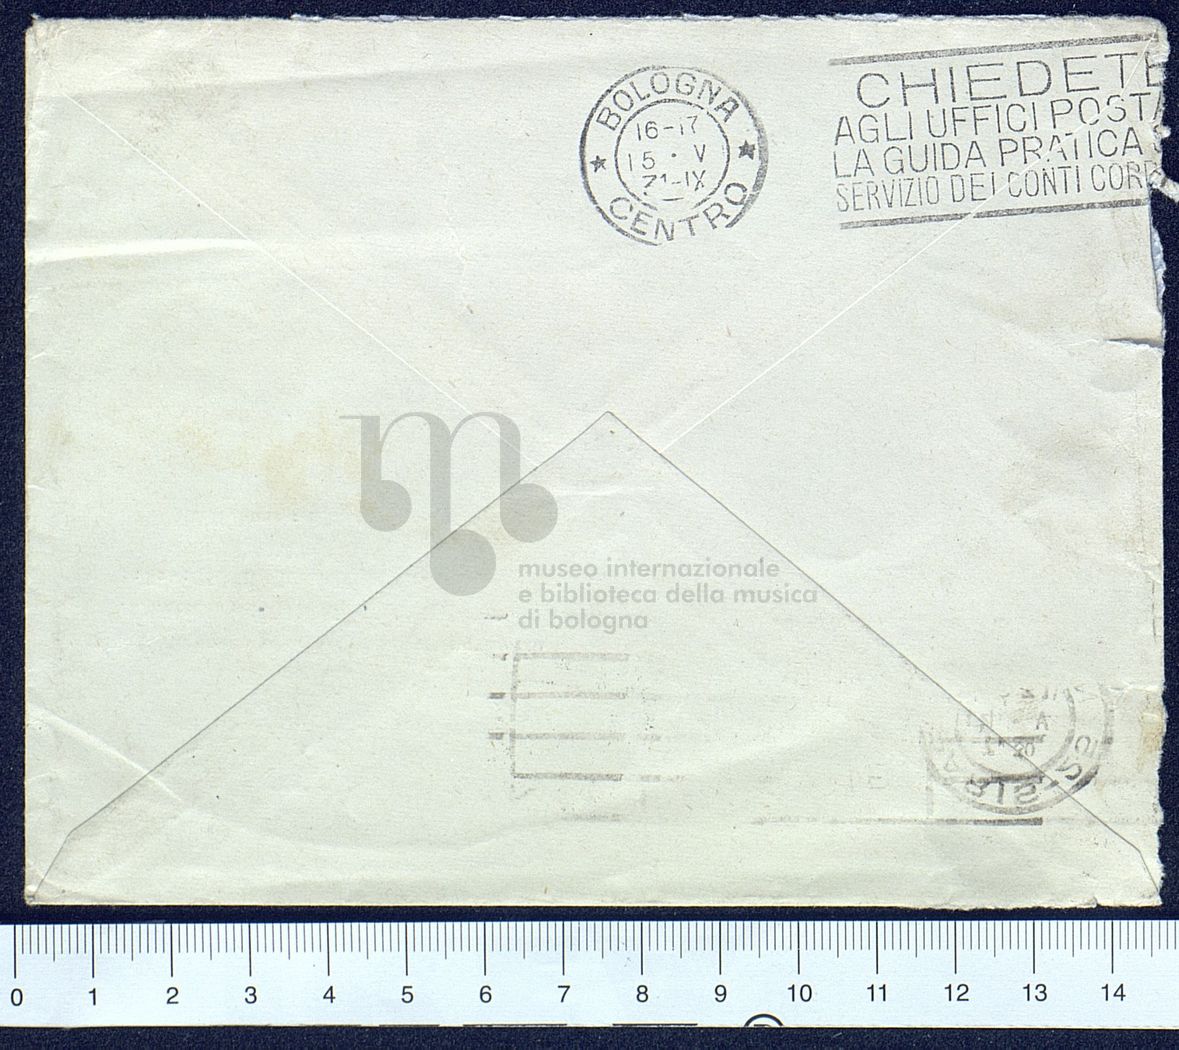 BOLOGNA
16-17
15 · V
31-IX
CENTRO
CHIEDETE
AGLI UFFICI POSTA
LA GUIDA PRATICA S
SERVIZIO DEI CONTI CORR
museo internazionale
e biblioteca della musica
di bologna
0 1 2 3 4 5 6 7 8 9 10 11 12 13 14